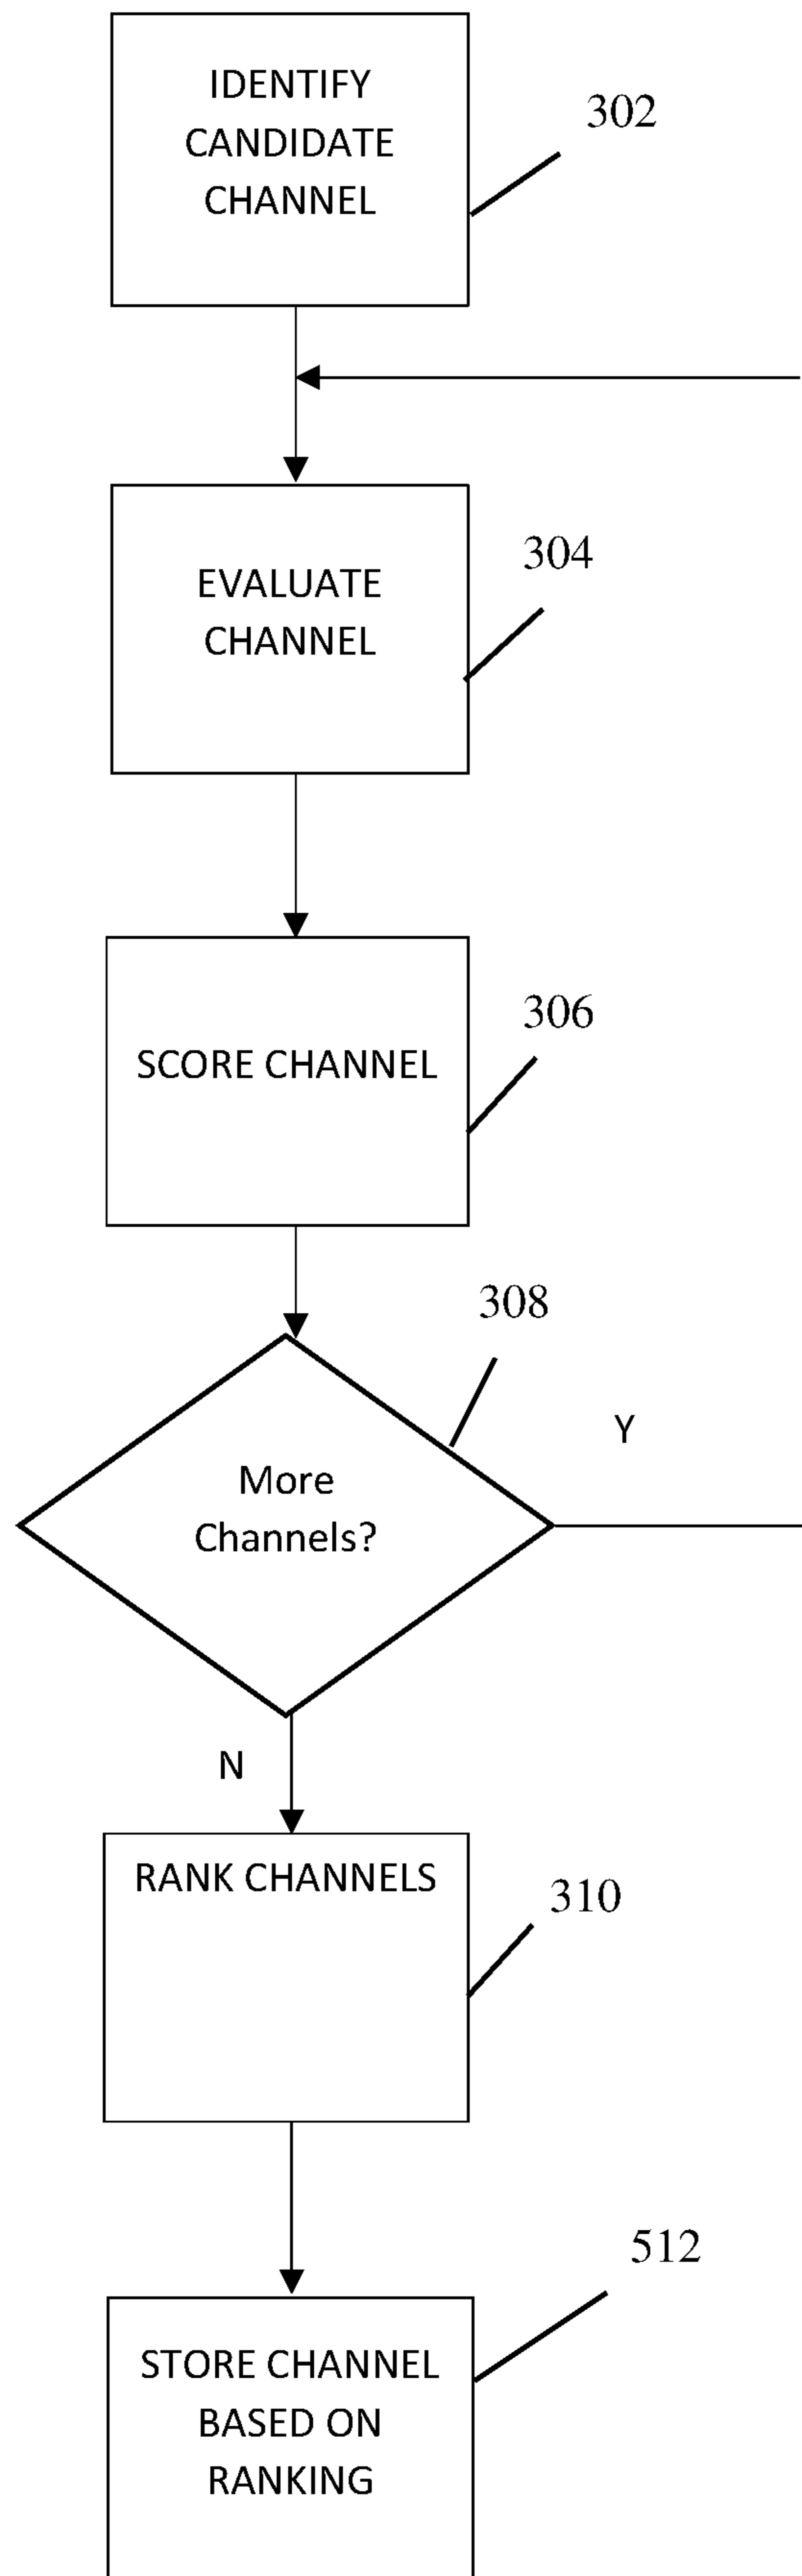 IDENTIFY
CANDIDATE
CHANNEL
302
EVALUATE
CHANNEL
304
SCORE CHANNEL
306
308
More
Channels?
Y
N
RANK CHANNELS
310
512
STORE CHANNEL
BASED ON
RANKING